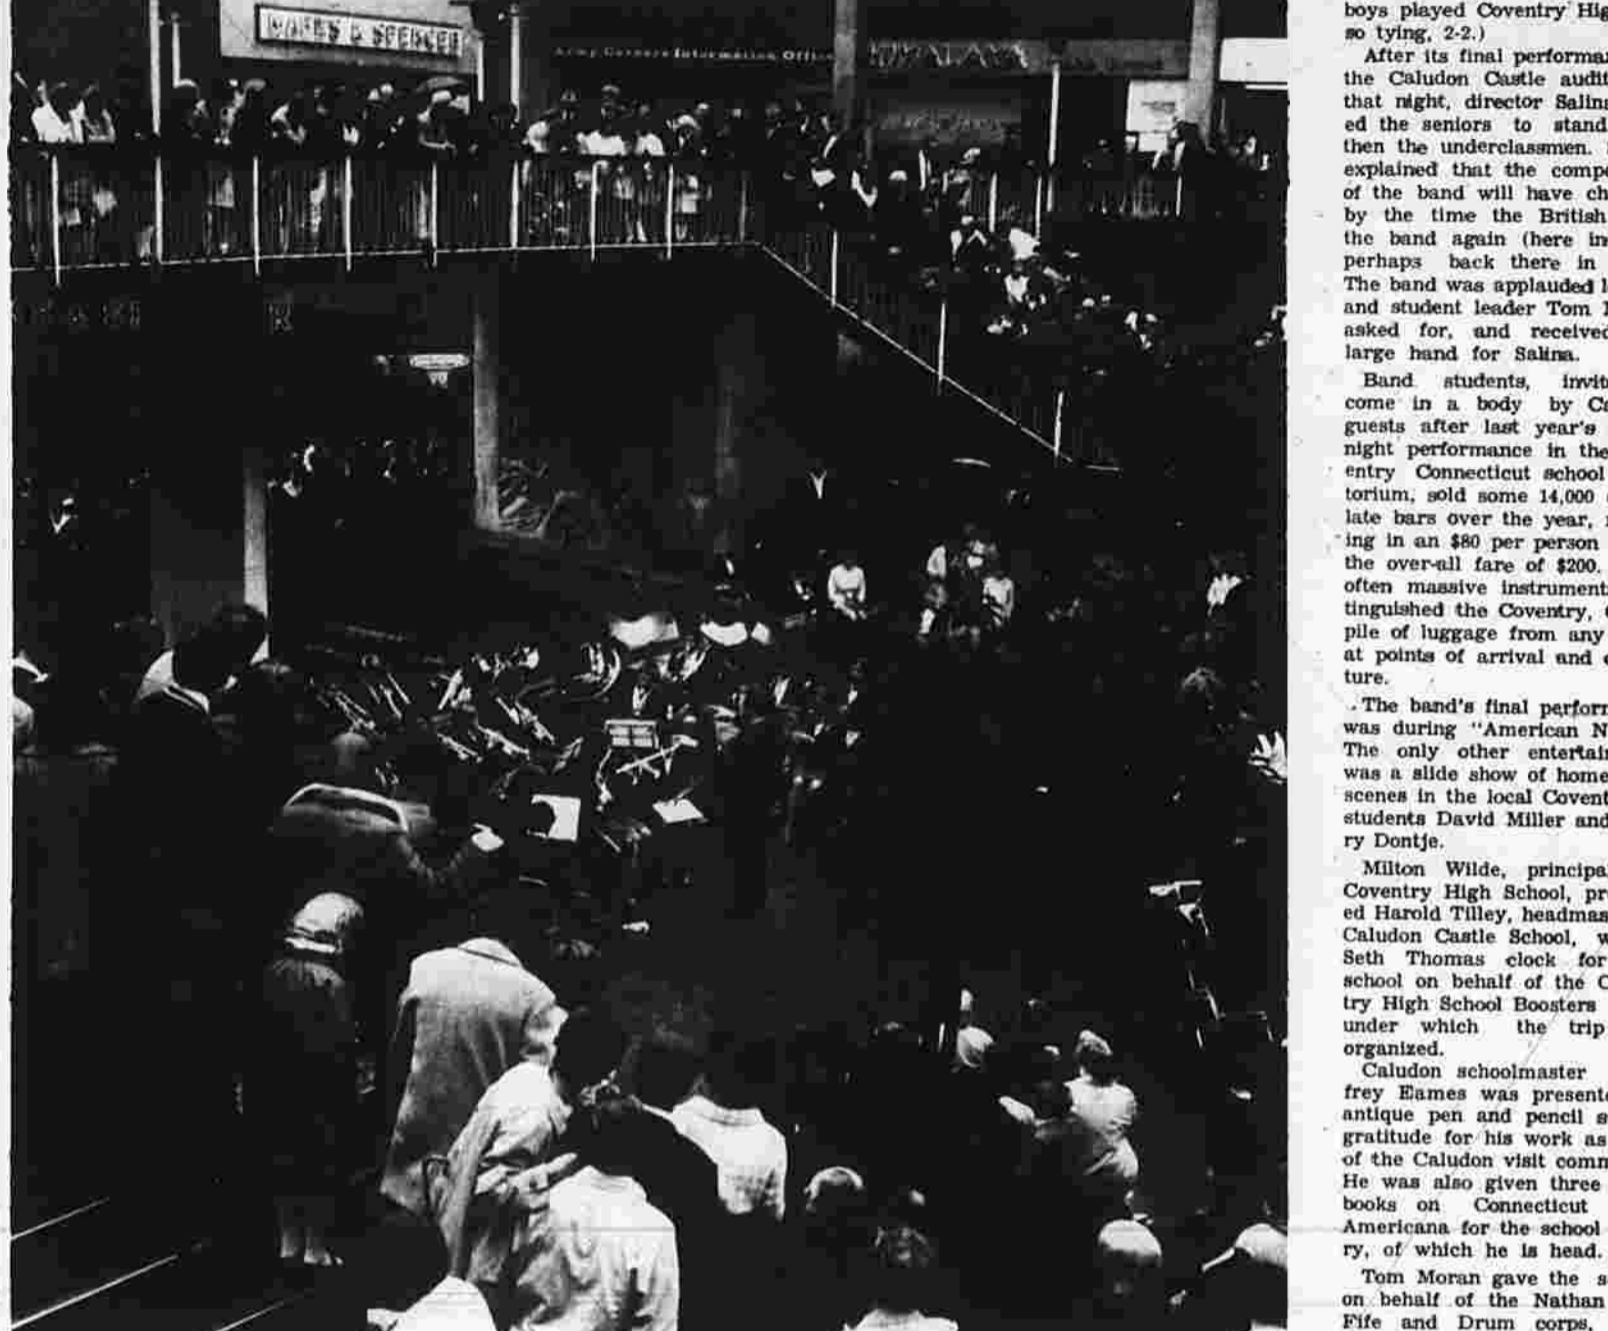 MARKS & SPENCER
Army Careers Information Office
HIMALAYA
boys played Coventry Hig
so tying, 2-2.)
After its final performa
the Caludon Castle audit
that night, director Salin
ed the seniors to stand
then the underclassmen.
explained that the comp
of the band will have ch
by the time the British
the band again (here in
perhaps back there in
The band was applauded l
and student leader Tom
asked for, and received
large hand for Salina.
Band students, invit
come in a body by Ca
guests after last year's
night performance in the
entry Connecticut school
torium, sold some 14,000
late bars over the year,
ing in an $80 per person
the over-all fare of $200.
often massive instrument
tinguished the Coventry,
pile of luggage from any
at points of arrival and
ture.
The band's final perform
was during "American N
The only other entertai
was a slide show of home
scenes in the local Covent
students David Miller and
ry Dontje.
Milton Wilde, principa
Coventry High School, pr
ed Harold Tilley, headmas
Caludon Castle School, w
Seth Thomas clock for
school on behalf of the C
try High School Boosters
under which the trip
organized.
Caludon schoolmaster
frey Eames was presente
antique pen and pencil s
gratitude for his work as
of the Caludon visit comm
He was also given three
books on Connecticut
Americana for the school
ry, of which he is head.
Tom Moran gave the s
on behalf of the Nathan
Fife and Drum corps,